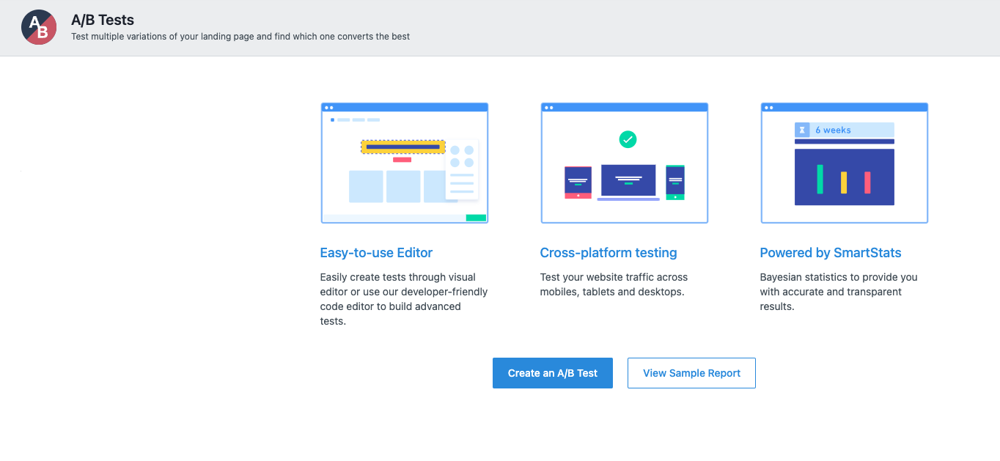 A
B
A/B Tests
Test multiple variations of your landing page and find which one converts the best
6 weeks
Easy-to-use Editor
Easily create tests through visual
editor or use our developer-friendly
code editor to build advanced
tests.
Cross-platform testing
Test your website traffic across
mobiles, tablets and desktops.
Powered by SmartStats
Bayesian statistics to provide you
with accurate and transparent
results.
Create an A/B Test
View Sample Report